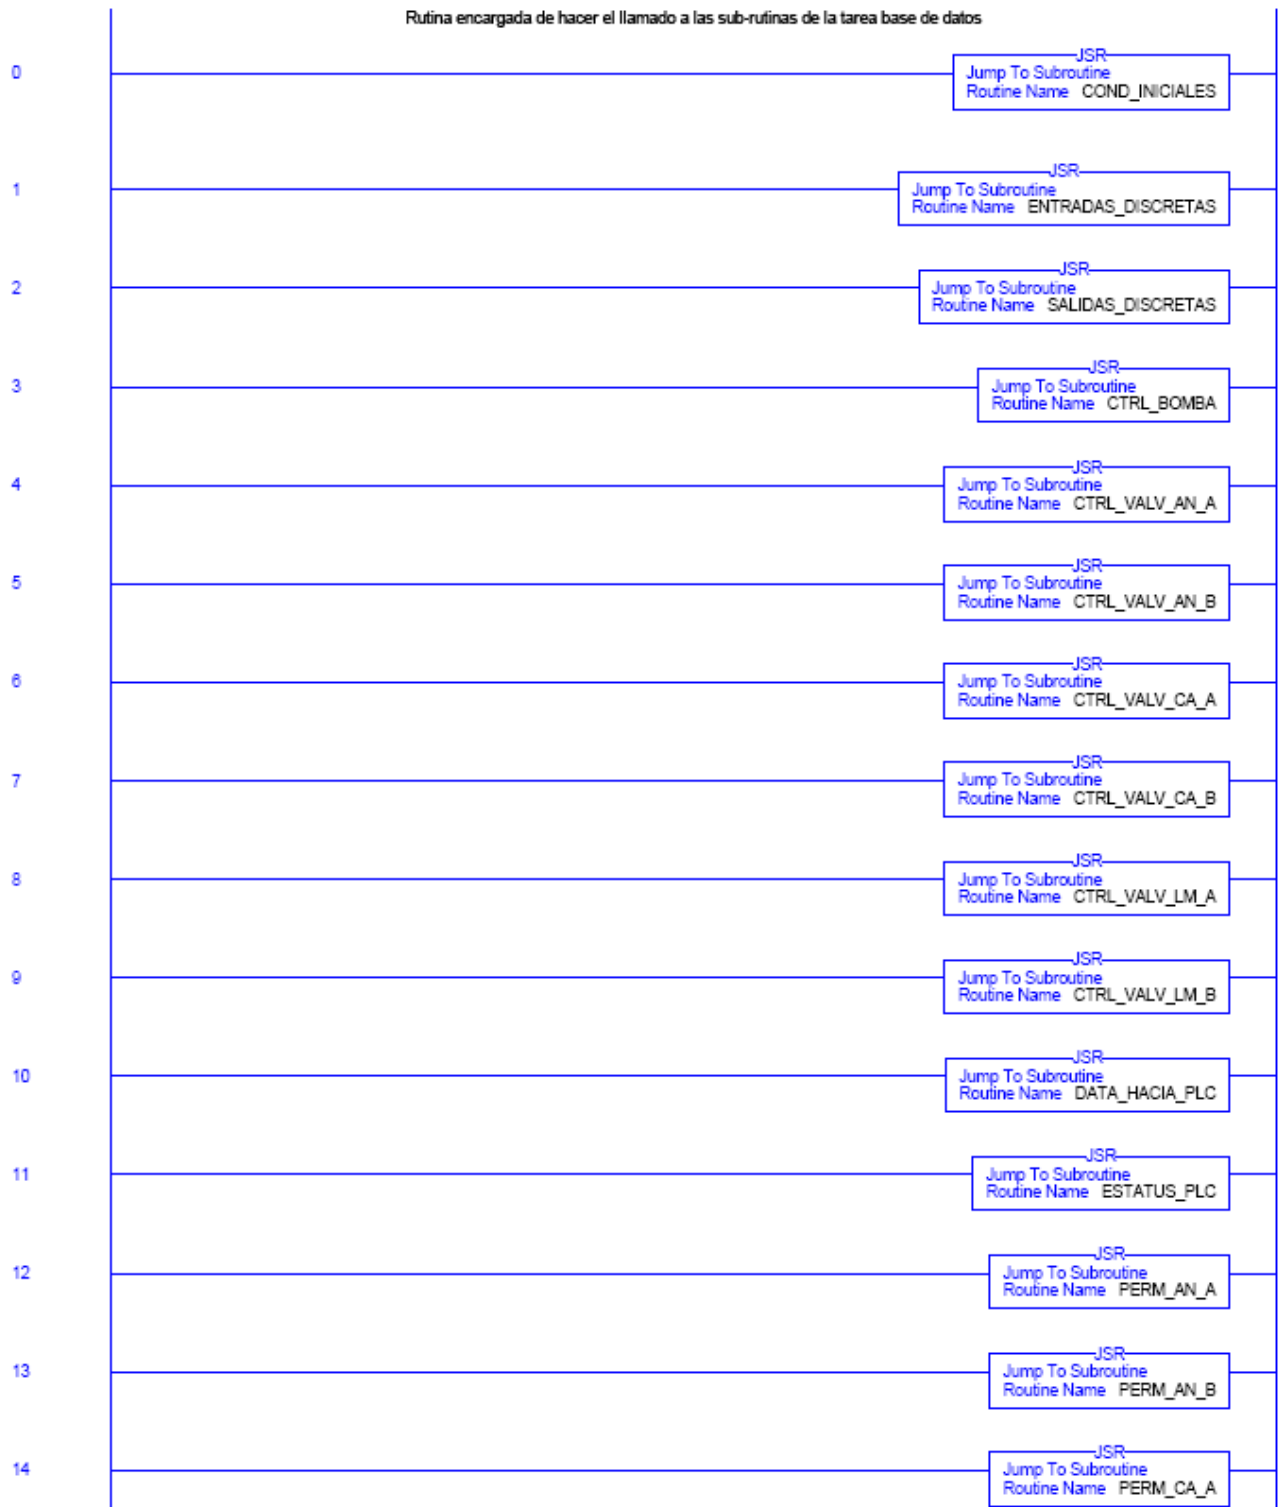 Rutina encargada de hacer el llamado a las sub-rutinas de la tarea base de datos
0
JSR
Jump To Subroutine
Routine Name COND_INICIALES
1
JSR
Jump To Subroutine
Routine Name ENTRADAS_DISCRETAS
2
JSR
Jump To Subroutine
Routine Name SALIDAS_DISCRETAS
3
JSR
Jump To Subroutine
Routine Name CTRL_BOMBA
4
JSR
Jump To Subroutine
Routine Name CTRL_VALV_AN_A
5
JSR
Jump To Subroutine
Routine Name CTRL_VALV_AN_B
6
JSR
Jump To Subroutine
Routine Name CTRL_VALV_CA_A
7
JSR
Jump To Subroutine
Routine Name CTRL_VALV_CA_B
8
JSR
Jump To Subroutine
Routine Name CTRL_VALV_LM_A
9
JSR
Jump To Subroutine
Routine Name CTRL_VALV_LM_B
10
JSR
Jump To Subroutine
Routine Name DATA_HACIA_PLC
11
JSR
Jump To Subroutine
Routine Name ESTATUS_PLC
12
JSR
Jump To Subroutine
Routine Name PERM_AN_A
13
JSR
Jump To Subroutine
Routine Name PERM_AN_B
14
JSR
Jump To Subroutine
Routine Name PERM_CA_A